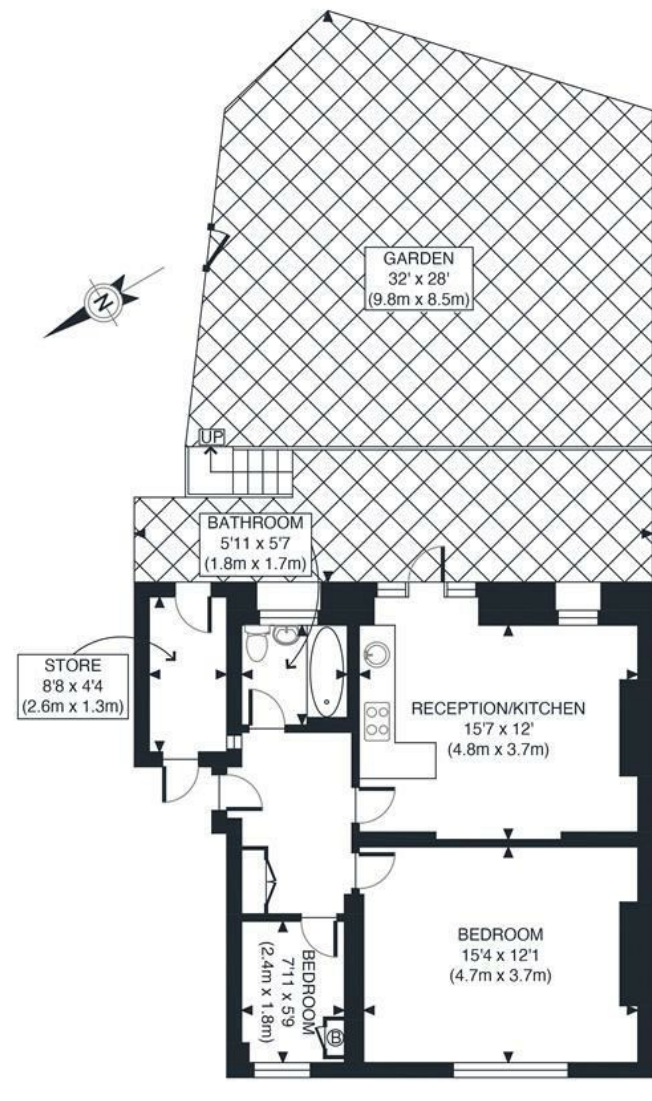 GARDEN
32' x 28'
(9.8m x 8.5m)
N
UP
BATHROOM
5'11 x 5'7
(1.8m x 1.7m)
STORE
8'8 x 4'4
(2.6m x 1.3m)
RECEPTION/KITCHEN
15'7 x 12'
(4.8m x 3.7m)
BEDROOM
15'4 x 12'1
(4.7m x 3.7m)
BEDROOM
7'11 x 5'9
(2.4m x 1.8m)
B